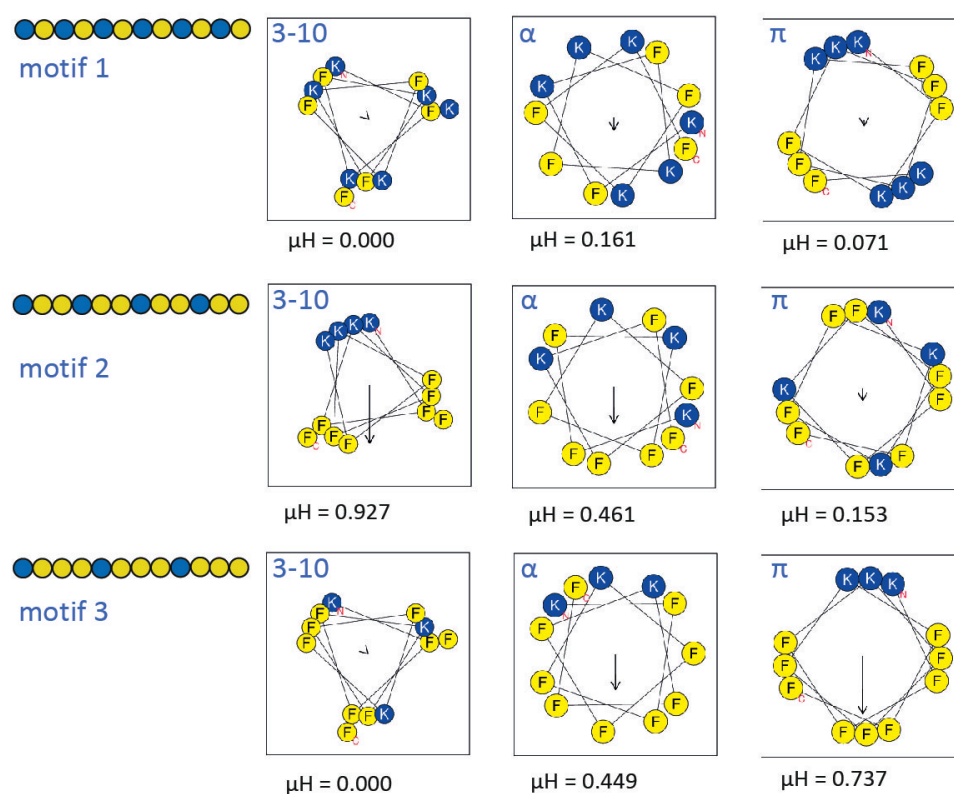 3-10
α
π
motif 1
K N
F F
K K
F F K
K F K
F C
K K F
K F
F K N
F C
F K
F K
K K K N
F F F
F F F C
K K K
μH = 0.000
μH = 0.161
μH = 0.071
3-10
α
π
motif 2
K K K K N
F F F F
F F F F C
K F
F K
K F
F K N
F C
F F F
F F K N
K
K F
F F
F C
F K F
μH = 0.927
μH = 0.461
μH = 0.153
3-10
α
π
motif 3
K N
F F
F K
F F F
F F K
F C
F C K K
K N F
F F
F F
F F
F
K K K N
F F F
F F F C
F F F
μH = 0.000
μH = 0.449
μH = 0.737